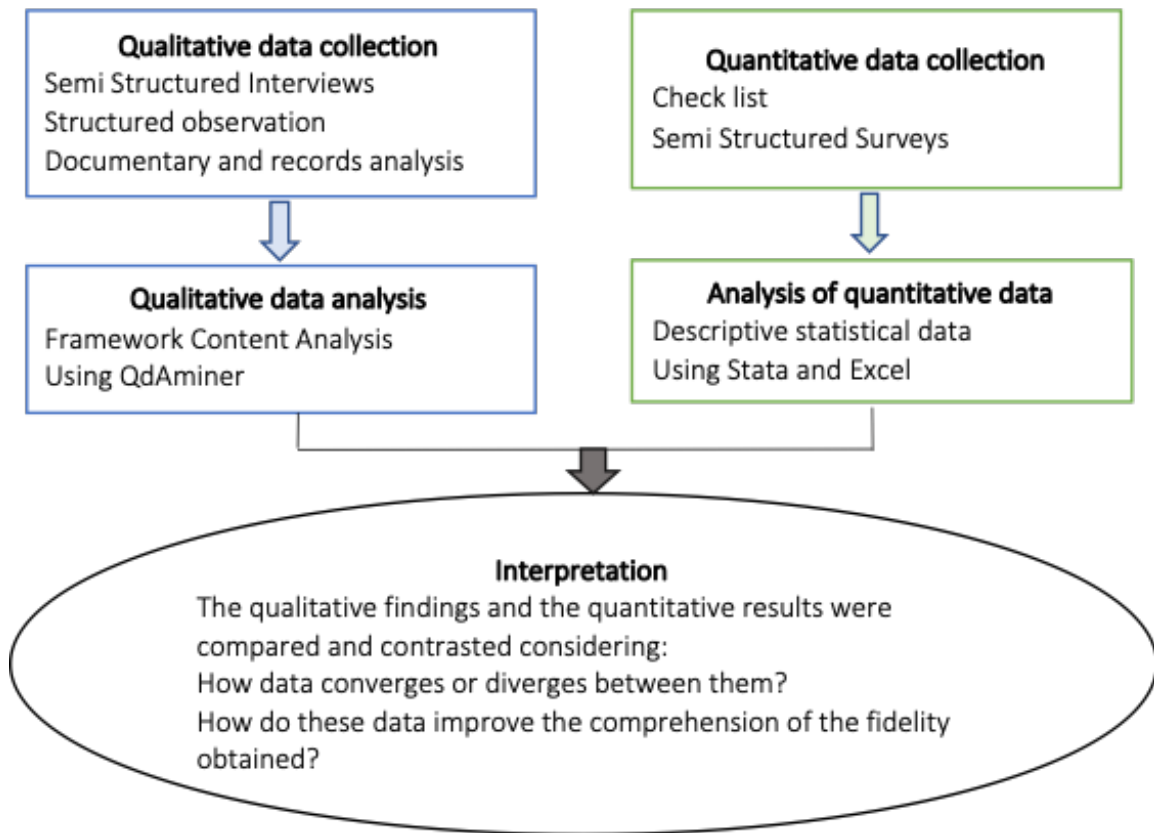 Qualitative data collection
Semi Structured Interviews
Structured observation
Documentary and records analysis
Quantitative data collection
Check list
Semi Structured Surveys
Qualitative data analysis
Framework Content Analysis
Using QdAminer
Analysis of quantitative data
Descriptive statistical data
Using Stata and Excel
Interpretation
The qualitative findings and the quantitative results were
compared and contrasted considering:
How data converges or diverges between them?
How do these data improve the comprehension of the fidelity
obtained?